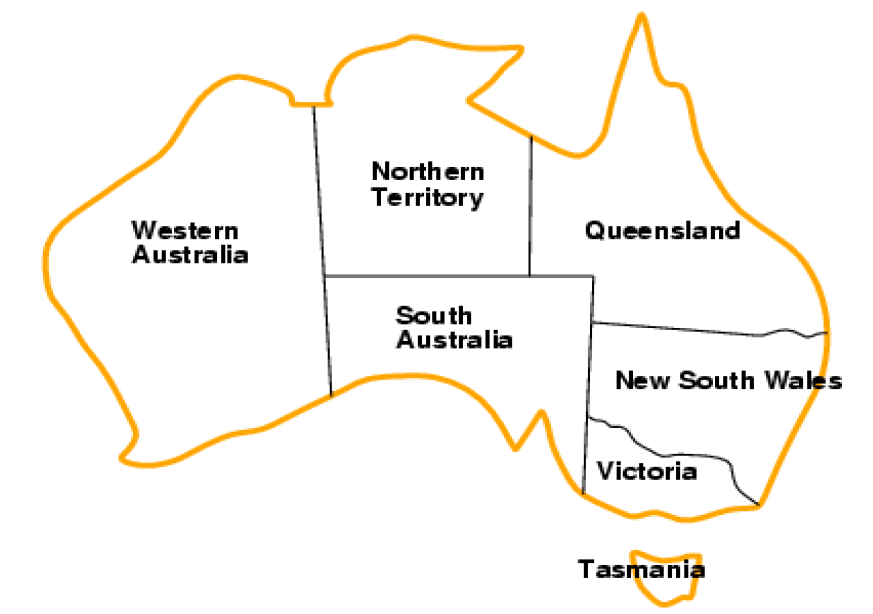 Northern
Territory
Western
Australia
Queensland
South
Australia
New South Wales
Victoria
Tasmania